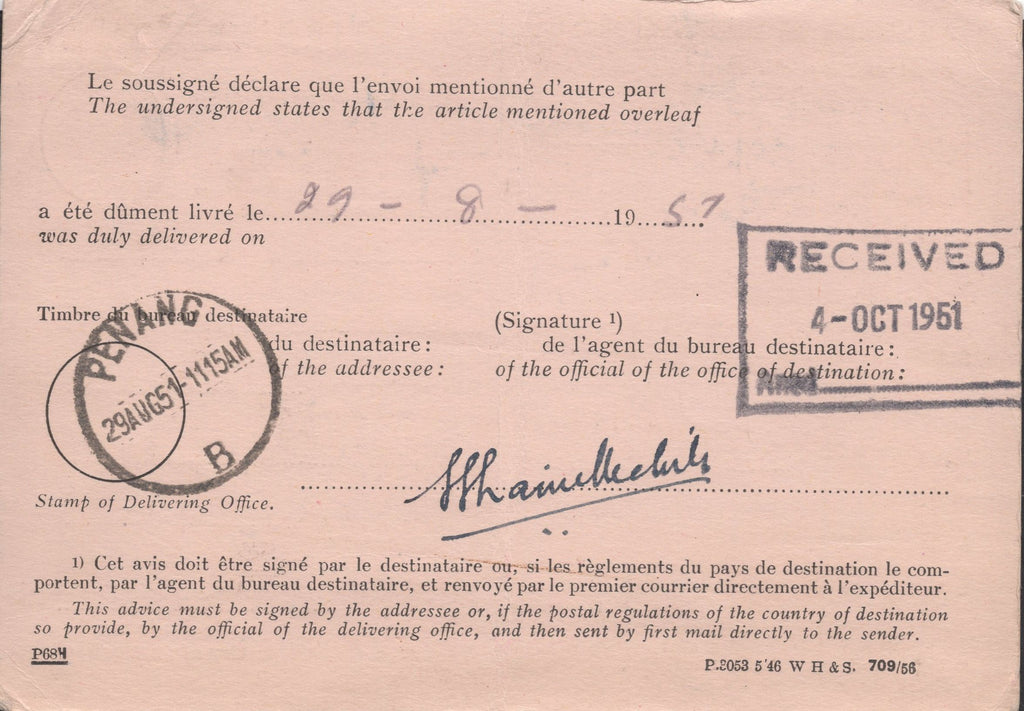 Le soussigné déclare que l'envoi mentionné d'autre part
The undersigned states that the article mentioned overleaf
a été dûment livré le 29 - 8 - 19 51
was duly delivered on
RECEIVED
4-OCT 1951
Timbre du bureau destinataire
(Signature ¹)
du destinataire:
of the addressee:
de l'agent du bureau destinataire:
of the official of the office of destination:
PENANG
29AUG51-1115AM
B
Stamp of Delivering Office.
1) Cet avis doit être signé par le destinataire ou, si les règlements du pays de destination le com-
portent, par l'agent du bureau destinataire, et renvoyé par le premier courrier directement à l'expéditeur.
This advice must be signed by the addressee or, if the postal regulations of the country of destination
so provide, by the official of the delivering office, and then sent by first mail directly to the sender.
P684
P.2053 5'46 W H & S. 709/56